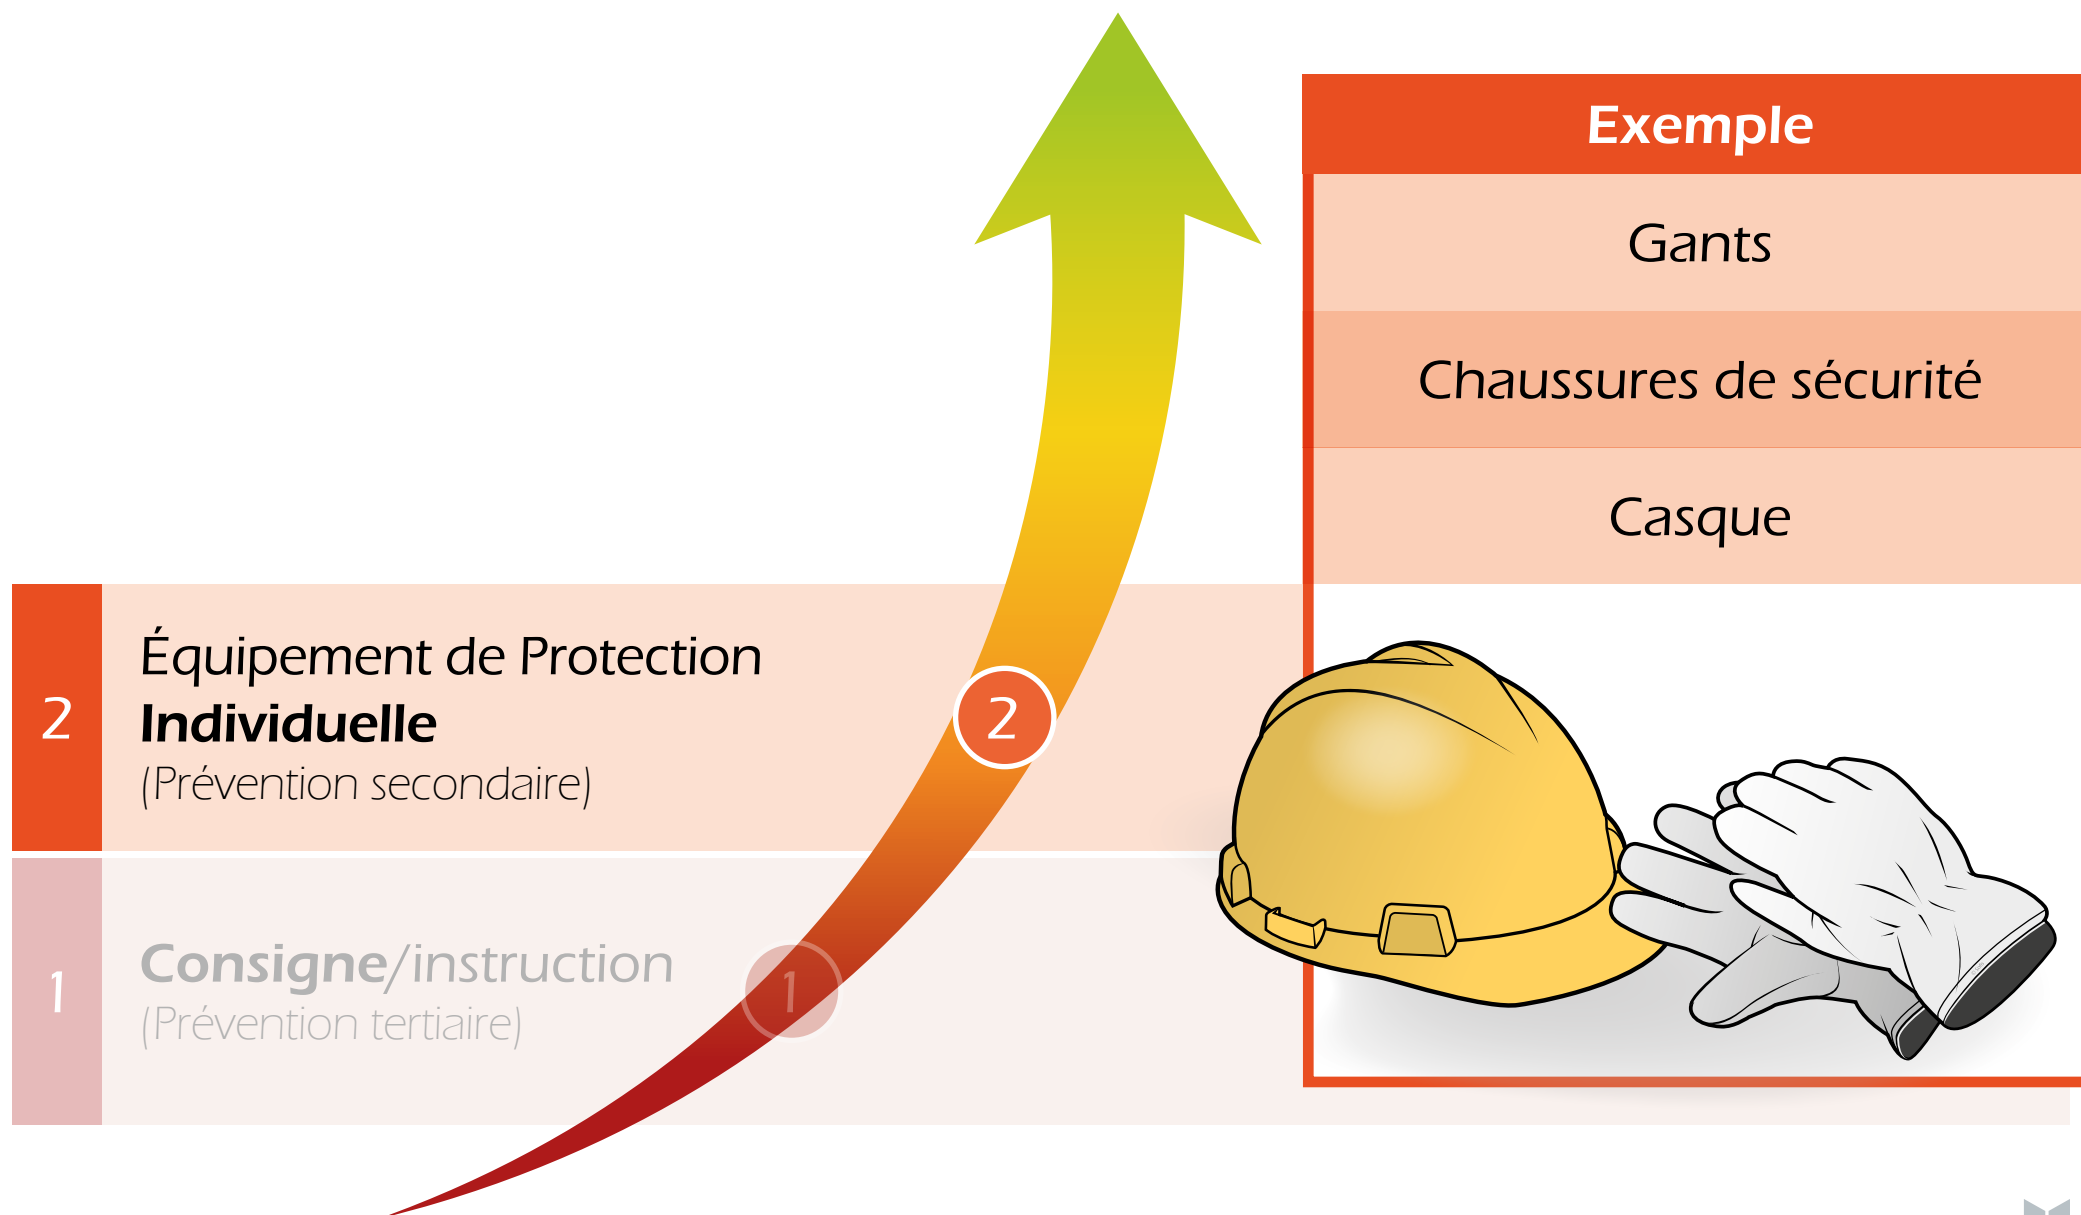 Exemple
Gants
Chaussures de sécurité
Casque
2
Équipement de Protection
Individuelle
(Prévention secondaire)
2
1
Consigne/instruction
(Prévention tertiaire)
1